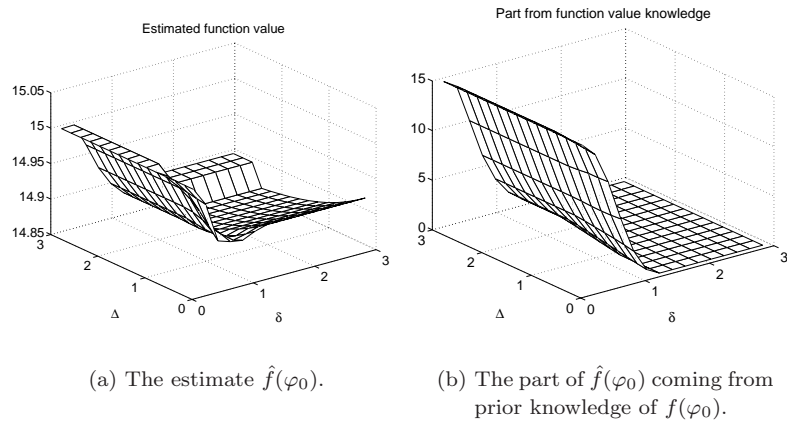 Estimated function value
15.05
15
14.95
14.9
14.85
3
2
1
0
Δ
0
1
2
3
δ
Part from function value knowledge
15
10
5
0
3
2
1
0
Δ
0
1
2
3
δ
(a) The estimate f̂(φ₀).
(b) The part of f̂(φ₀) coming from
prior knowledge of f(φ₀).